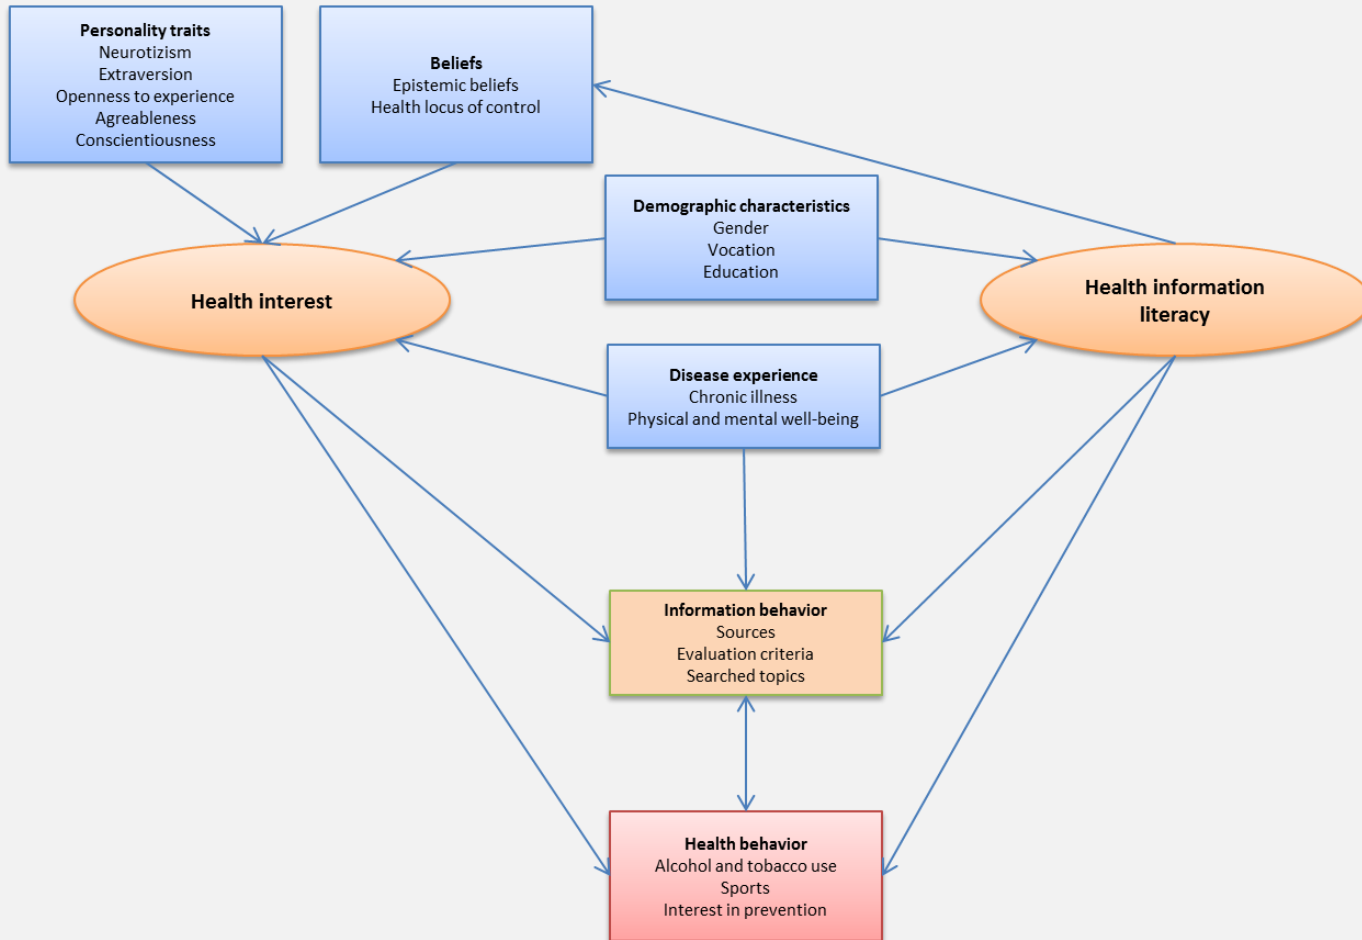 Personality traits
Neurotizism
Extraversion
Openness to experience
Agreableness
Conscientiousness
Beliefs
Epistemic beliefs
Health locus of control
Demographic characteristics
Gender
Vocation
Education
Health interest
Health information
literacy
Disease experience
Chronic illness
Physical and mental well-being
Information behavior
Sources
Evaluation criteria
Searched topics
Health behavior
Alcohol and tobacco use
Sports
Interest in prevention